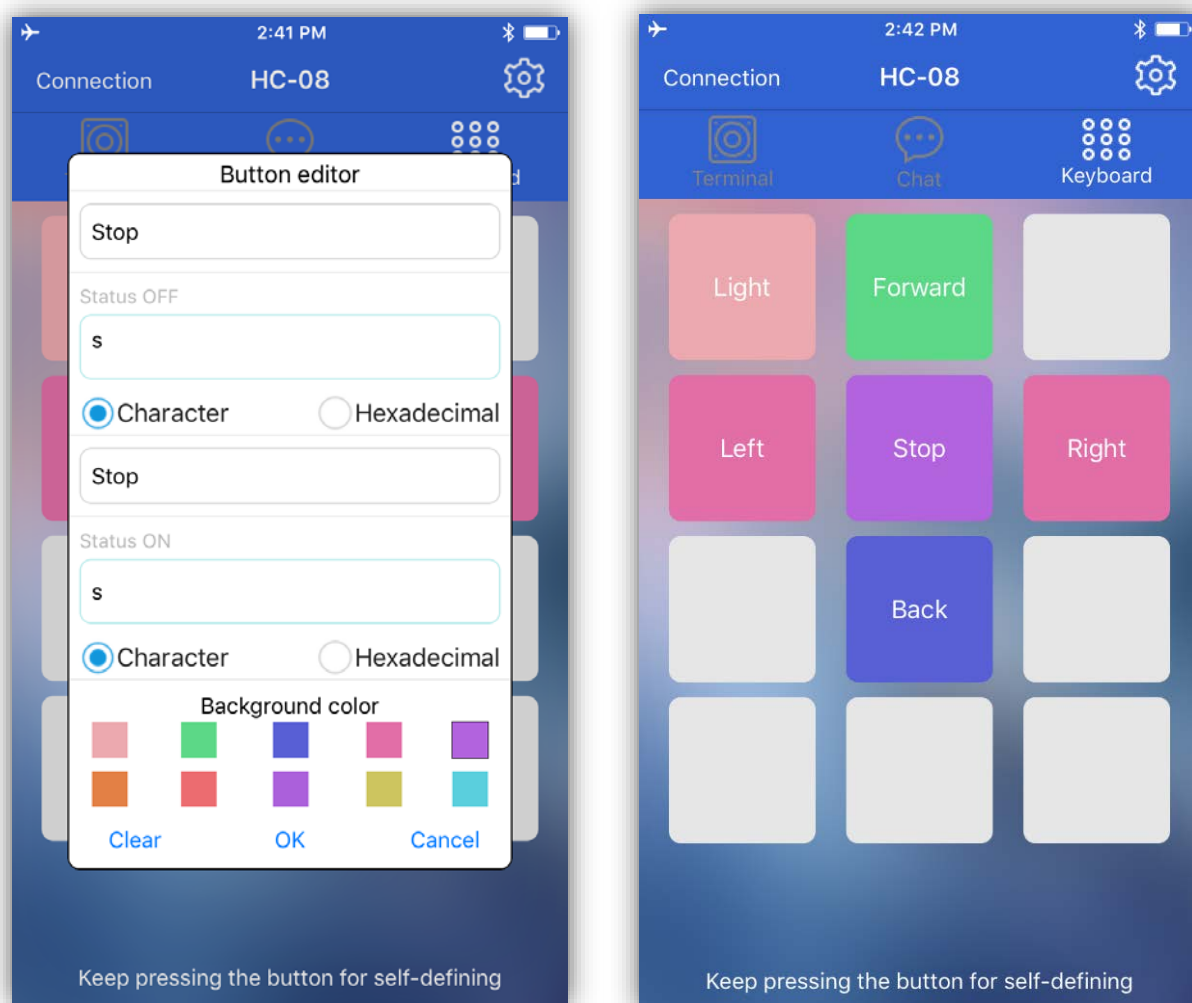 2:41 PM
Connection HC-08
Button editor
Stop
Status OFF
s
Character Hexadecimal
Stop
Status ON
s
Character Hexadecimal
Background color
Clear OK Cancel
Keep pressing the button for self-defining
2:42 PM
Connection HC-08
Terminal Chat Keyboard
Light Forward
Left Stop Right
Back
Keep pressing the button for self-defining